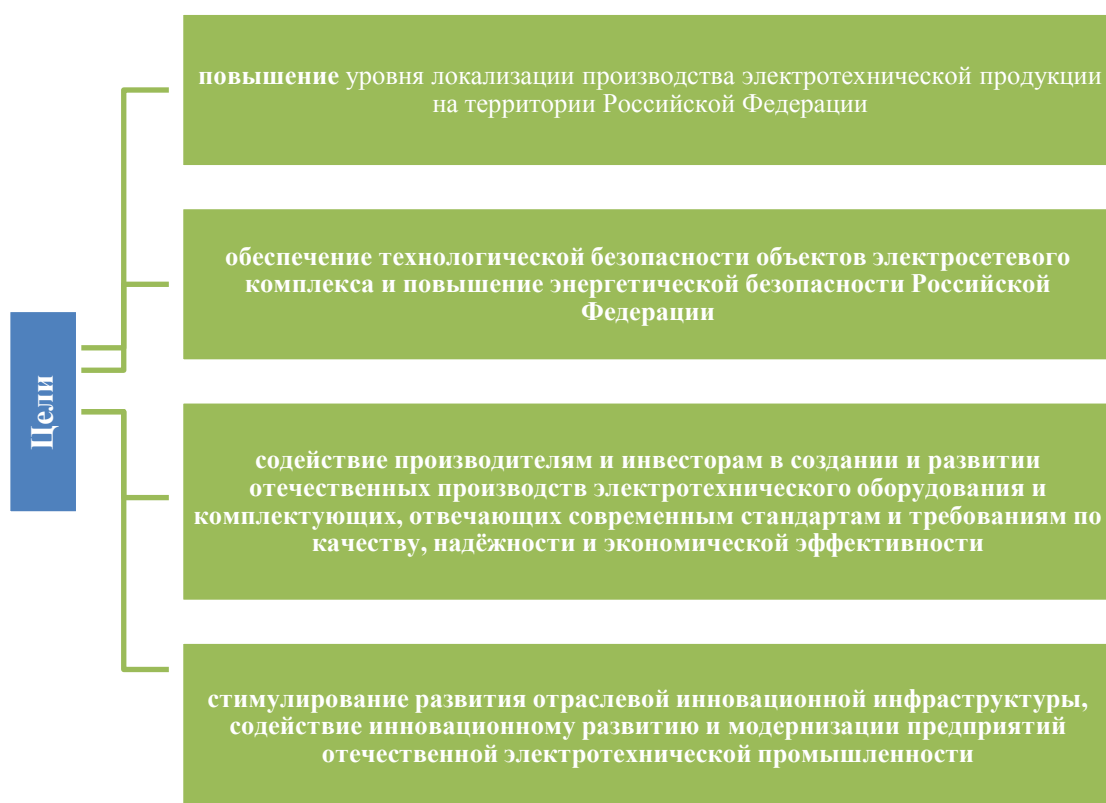 Цели
повышение уровня локализации производства электротехнической продукции
на территории Российской Федерации
обеспечение технологической безопасности объектов электросетевого
комплекса и повышение энергетической безопасности Российской
Федерации
содействие производителям и инвесторам в создании и развитии
отечественных производств электротехнического оборудования и
комплектующих, отвечающих современным стандартам и требованиям по
качеству, надёжности и экономической эффективности
стимулирование развития отраслевой инновационной инфраструктуры,
содействие инновационному развитию и модернизации предприятий
отечественной электротехнической промышленности